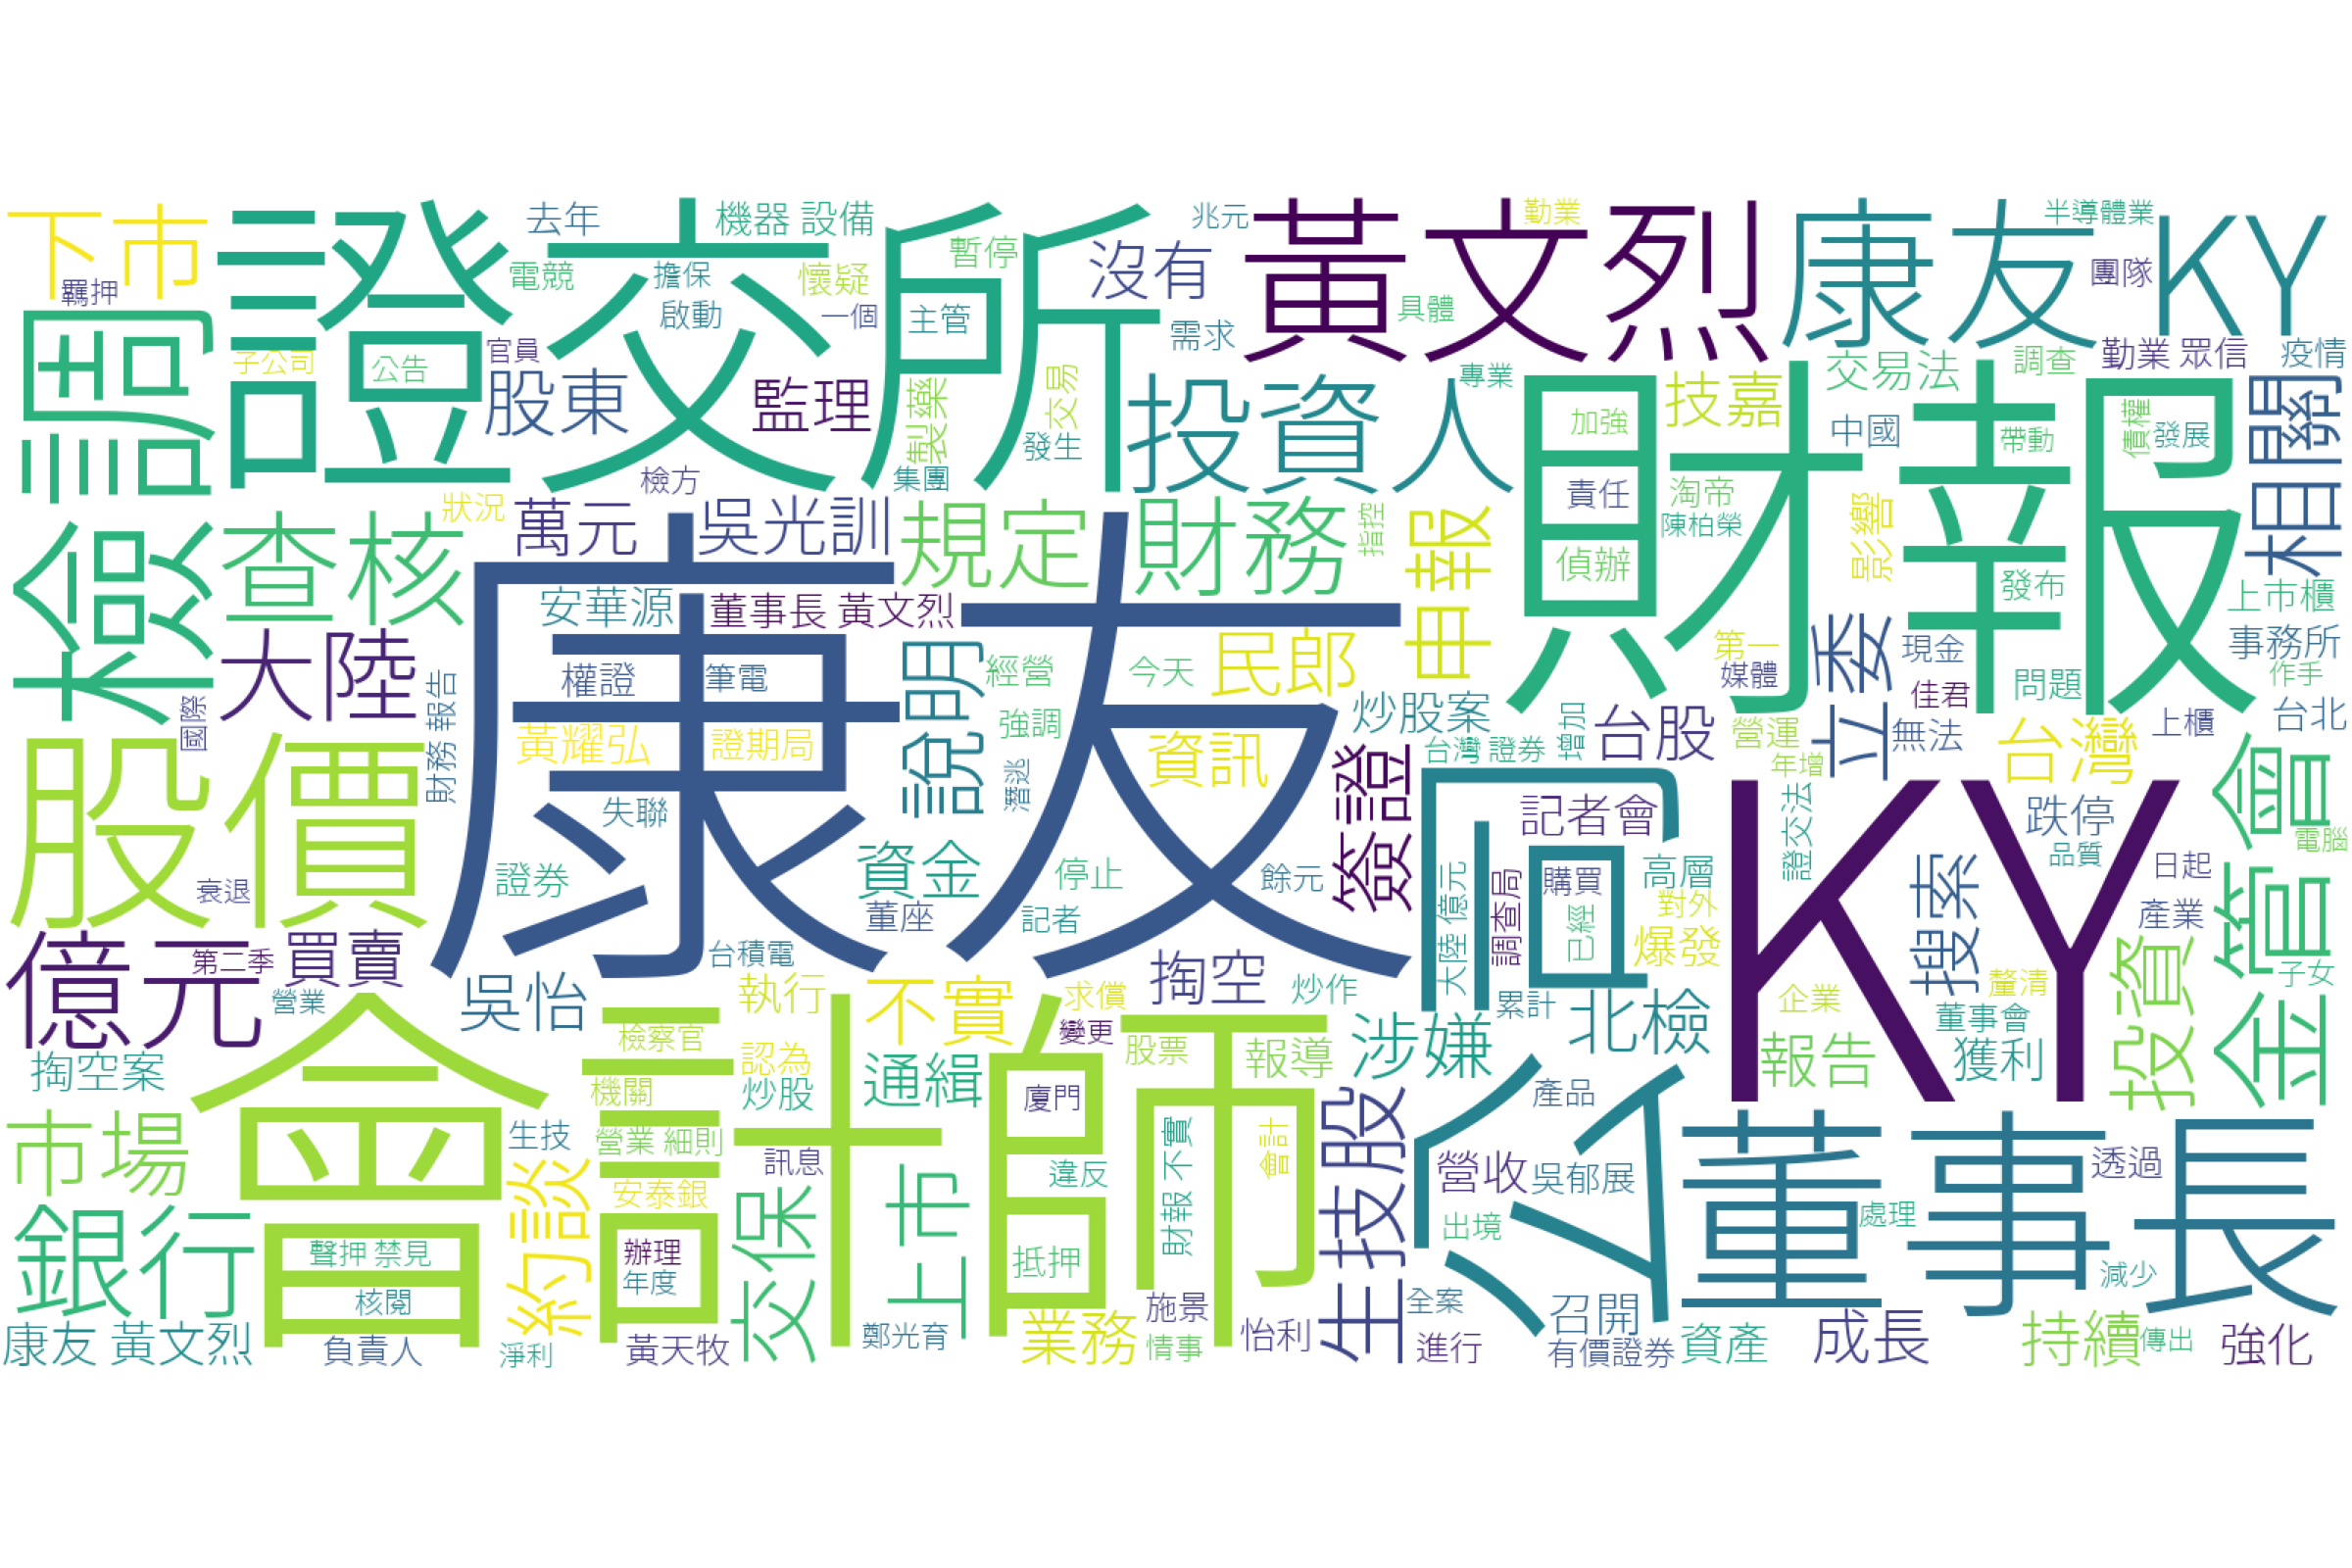 下市
證交所
去年
機器 設備
兆元
黃文烈
勤業
康友KY
半導體業
羈押
檢調
電競
擔保
懷疑
暫停
沒有
團隊
啟動
一個
主管
需求
具體
子公司
公告
官員
股東
監理
製藥
交易
投資人
專業
財報
技嘉
交易法
調查
勤業 眾信
疫情
相關
發生
加強
中國
債權
發展
帶動
狀況
檢方
集團
責任
淘帝
查核
萬元
吳光訓
規定
財務
指控
申報
陳柏榮
影響
偵辦
發布
上市櫃
康友
大陸
安華源
董事長 黃文烈
說明
經營
今天
民郎
第一
立委
現金
事務所
權證
筆電
媒體
佳君
問題
作手
財務 報告
國際
股價
黃耀弘
證期局
強調
資訊
炒股案
增加
台股
營運
無法
台灣
上櫃
台北
金管會
台灣 證券
年增
潛逃
簽證
公司
KY
失聯
記者會
證交法
跌停
電腦
衰退
證券
資金
停止
餘元
高層
購買
品質
日起
搜索
億元
買賣
董座
記者
調查局
大陸 億元
已經
對外
爆發
產業
投資
第二季
台積電
掏空
子女
營業
吳怡
執行
不實
求償
炒作
累計
北檢
企業
釐清
會計師
檢察官
變更
股票
報導
涉嫌
董事會
掏空案
認為
通緝
報告
獲利
機關
炒股
廈門
生技股
產品
董事長
市場
生技
營業 細則
約談
交保
訊息
上市
違反
財報 不實
會計
營收
吳郁展
透過
安泰銀
銀行
出境
處理
聲押 禁見
辦理
抵押
年度
核閱
施景
全案
召開
減少
康友 黃文烈
負責人
淨利
黃天牧
鄭光育
業務
情事
怡利
進行
有價證券
資產
成長
持續
傳出
強化